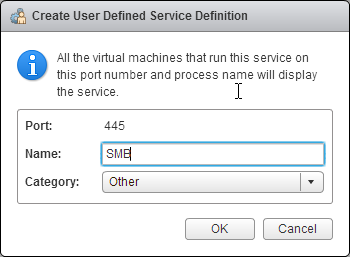 Create User Defined Service Definition
All the virtual machines that run this service on
this port number and process name will display
the service.
Port: 445
Name: SMB
Category: Other
OK Cancel